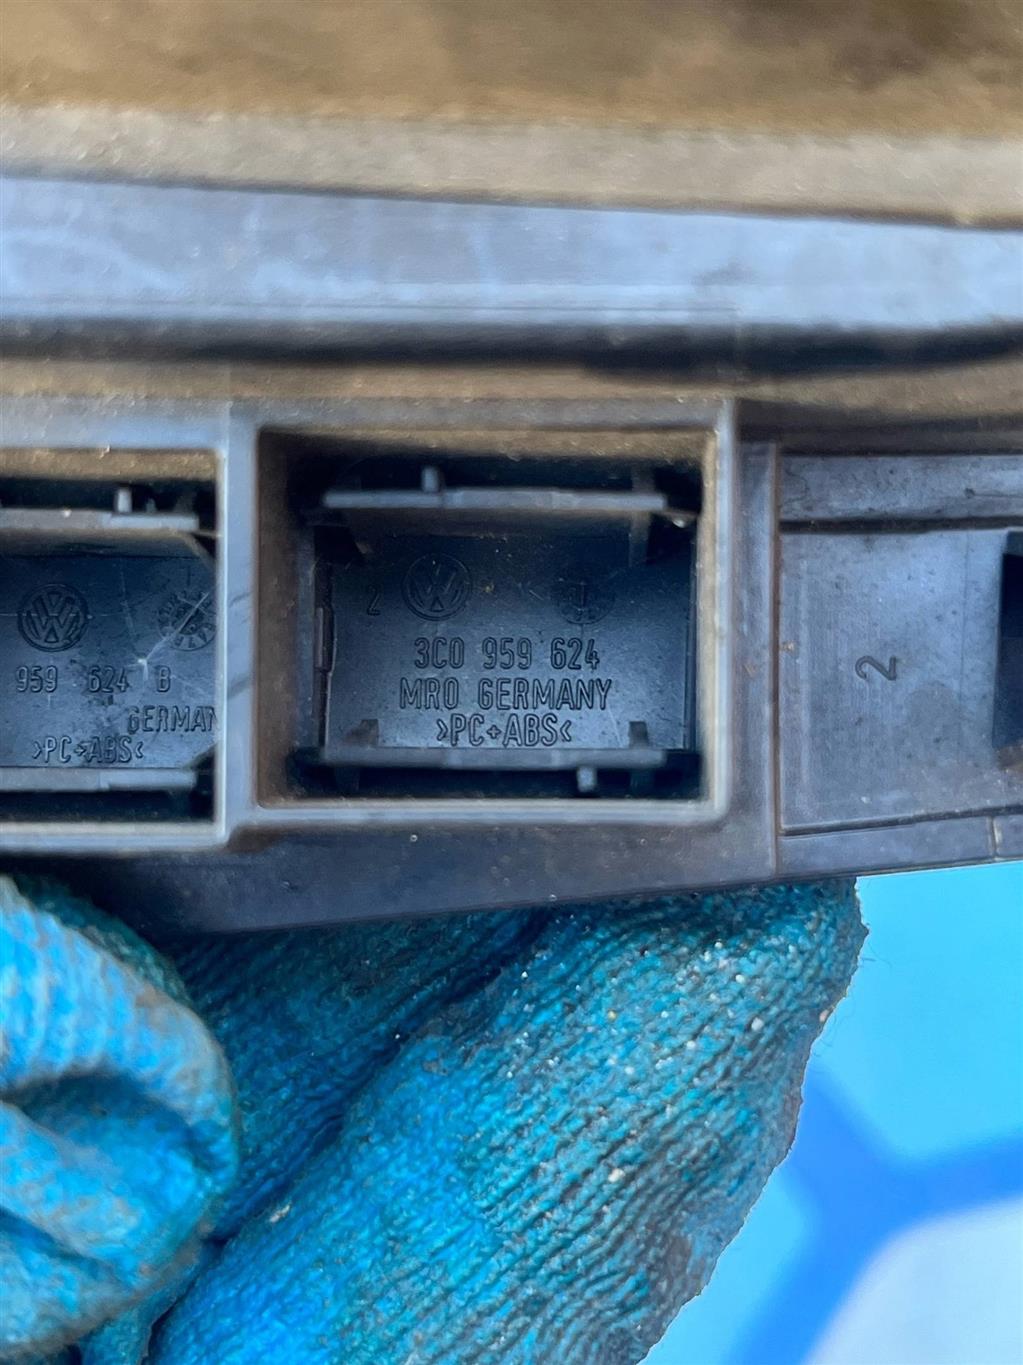 959 624 B
GERMAN
>PC+ABS<
2
3C0 959 624
MRO GERMANY
>PC+ABS<
2